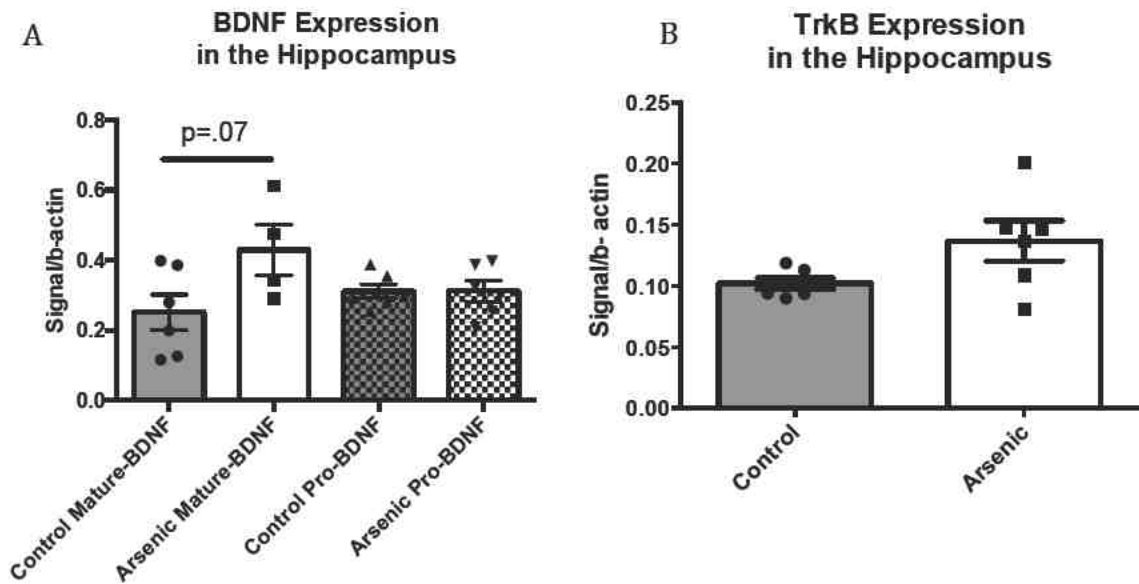 A
BDNF Expression
in the Hippocampus
Signal/b-actin
0.8
0.6
0.4
0.2
0.0
p=.07
Control Mature-BDNF
Arsenic Mature-BDNF
Control Pro-BDNF
Arsenic Pro-BDNF
B
TrkB Expression
in the Hippocampus
Signal/b- actin
0.25
0.20
0.15
0.10
0.05
0.00
Control
Arsenic